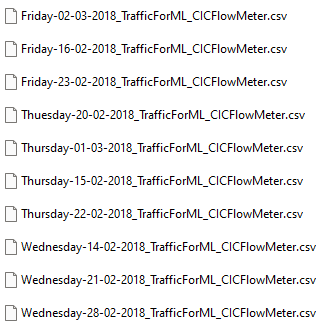 Friday-02-03-2018_TrafficForML_CICFlowMeter.csv
Friday-16-02-2018_TrafficForML_CICFlowMeter.csv
Friday-23-02-2018_TrafficForML_CICFlowMeter.csv
Thuesday-20-02-2018_TrafficForML_CICFlowMeter.csv
Thursday-01-03-2018_TrafficForML_CICFlowMeter.csv
Thursday-15-02-2018_TrafficForML_CICFlowMeter.csv
Thursday-22-02-2018_TrafficForML_CICFlowMeter.csv
Wednesday-14-02-2018_TrafficForML_CICFlowMeter.csv
Wednesday-21-02-2018_TrafficForML_CICFlowMeter.csv
Wednesday-28-02-2018_TrafficForML_CICFlowMeter.csv